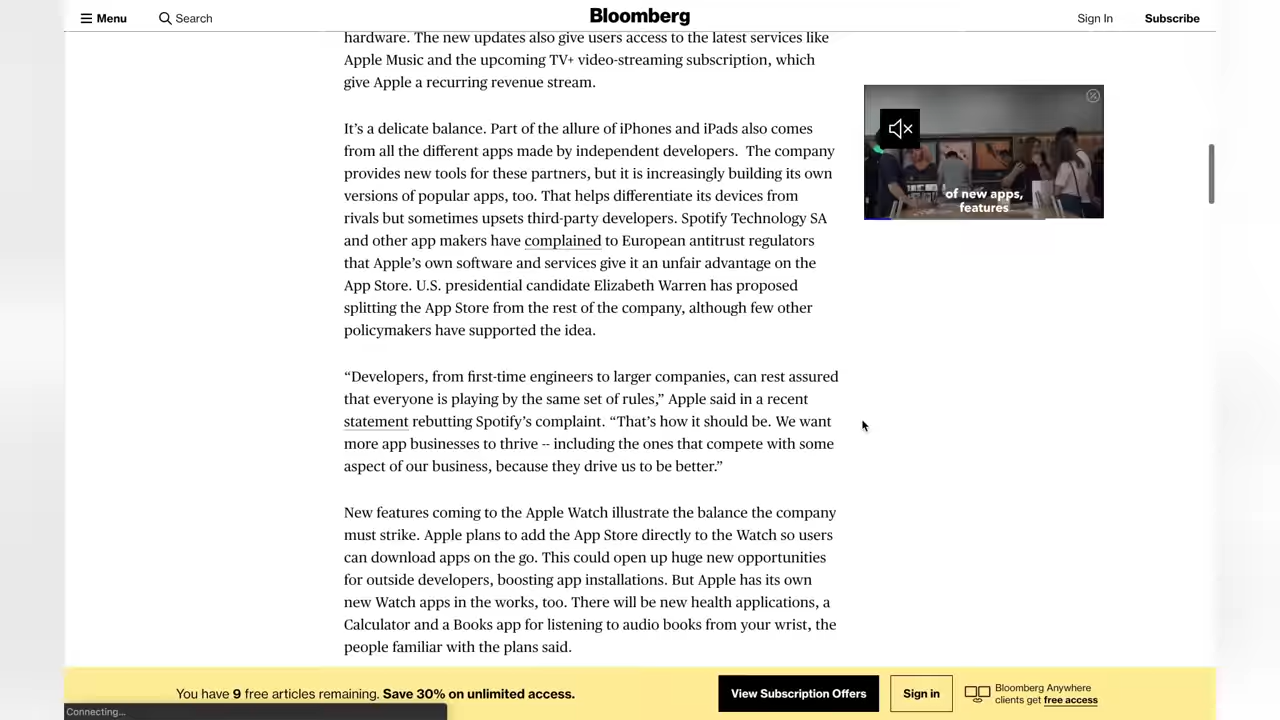 Menu
Search
Bloomberg
Sign In
Subscribe
hardware. The new updates also give users access to the latest services like
Apple Music and the upcoming TV+ video-streaming subscription, which
give Apple a recurring revenue stream.
It’s a delicate balance. Part of the allure of iPhones and iPads also comes
from all the different apps made by independent developers. The company
provides new tools for these partners, but it is increasingly building its own
versions of popular apps, too. That helps differentiate its devices from
rivals but sometimes upsets third-party developers. Spotify Technology SA
and other app makers have complained to European antitrust regulators
that Apple’s own software and services give it an unfair advantage on the
App Store. U.S. presidential candidate Elizabeth Warren has proposed
splitting the App Store from the rest of the company, although few other
policymakers have supported the idea.
“Developers, from first-time engineers to larger companies, can rest assured
that everyone is playing by the same set of rules,” Apple said in a recent
statement rebutting Spotify’s complaint. “That’s how it should be. We want
more app businesses to thrive -- including the ones that compete with some
aspect of our business, because they drive us to be better.”
New features coming to the Apple Watch illustrate the balance the company
must strike. Apple plans to add the App Store directly to the Watch so users
can download apps on the go. This could open up huge new opportunities
for outside developers, boosting app installations. But Apple has its own
new Watch apps in the works, too. There will be new health applications, a
Calculator and a Books app for listening to audio books from your wrist, the
people familiar with the plans said.
of new apps,
features
You have 9 free articles remaining. Save 30% on unlimited access.
View Subscription Offers
Sign in
Bloomberg Anywhere
clients get free access
Connecting...